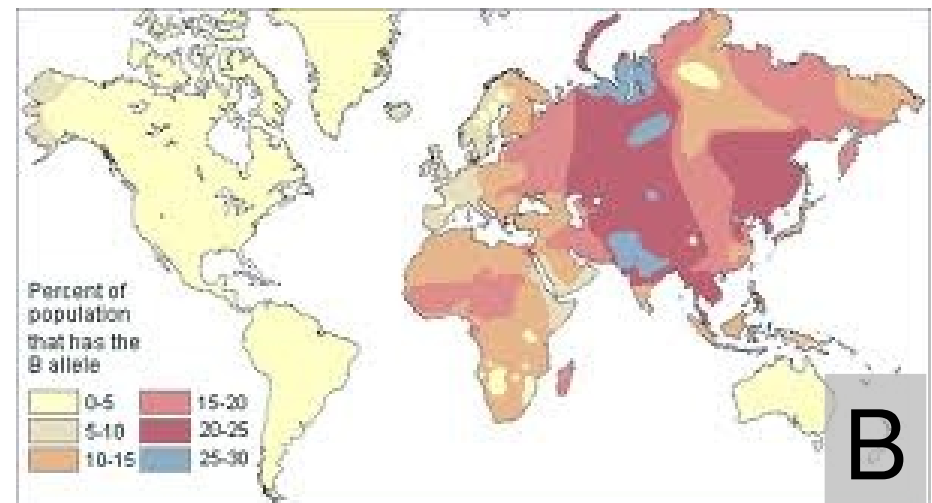 Percent of
population
that has the
B allele
0-5 15-20
5-10 20-25
10-15 25-30
B